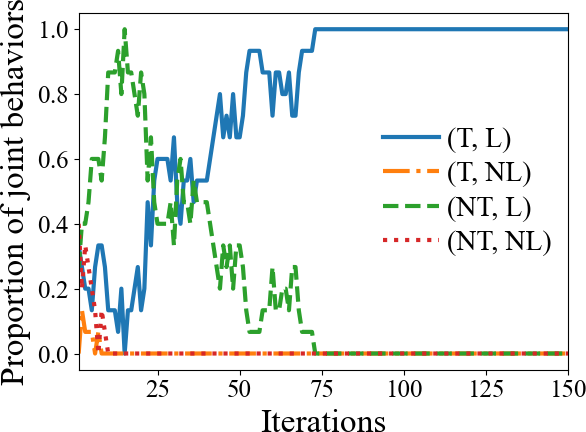 Proportion of joint behaviors
1.0
0.8
0.6
0.4
0.2
0.0
(T, L)
(T, NL)
(NT, L)
(NT, NL)
25 50 75 100 125 150
Iterations